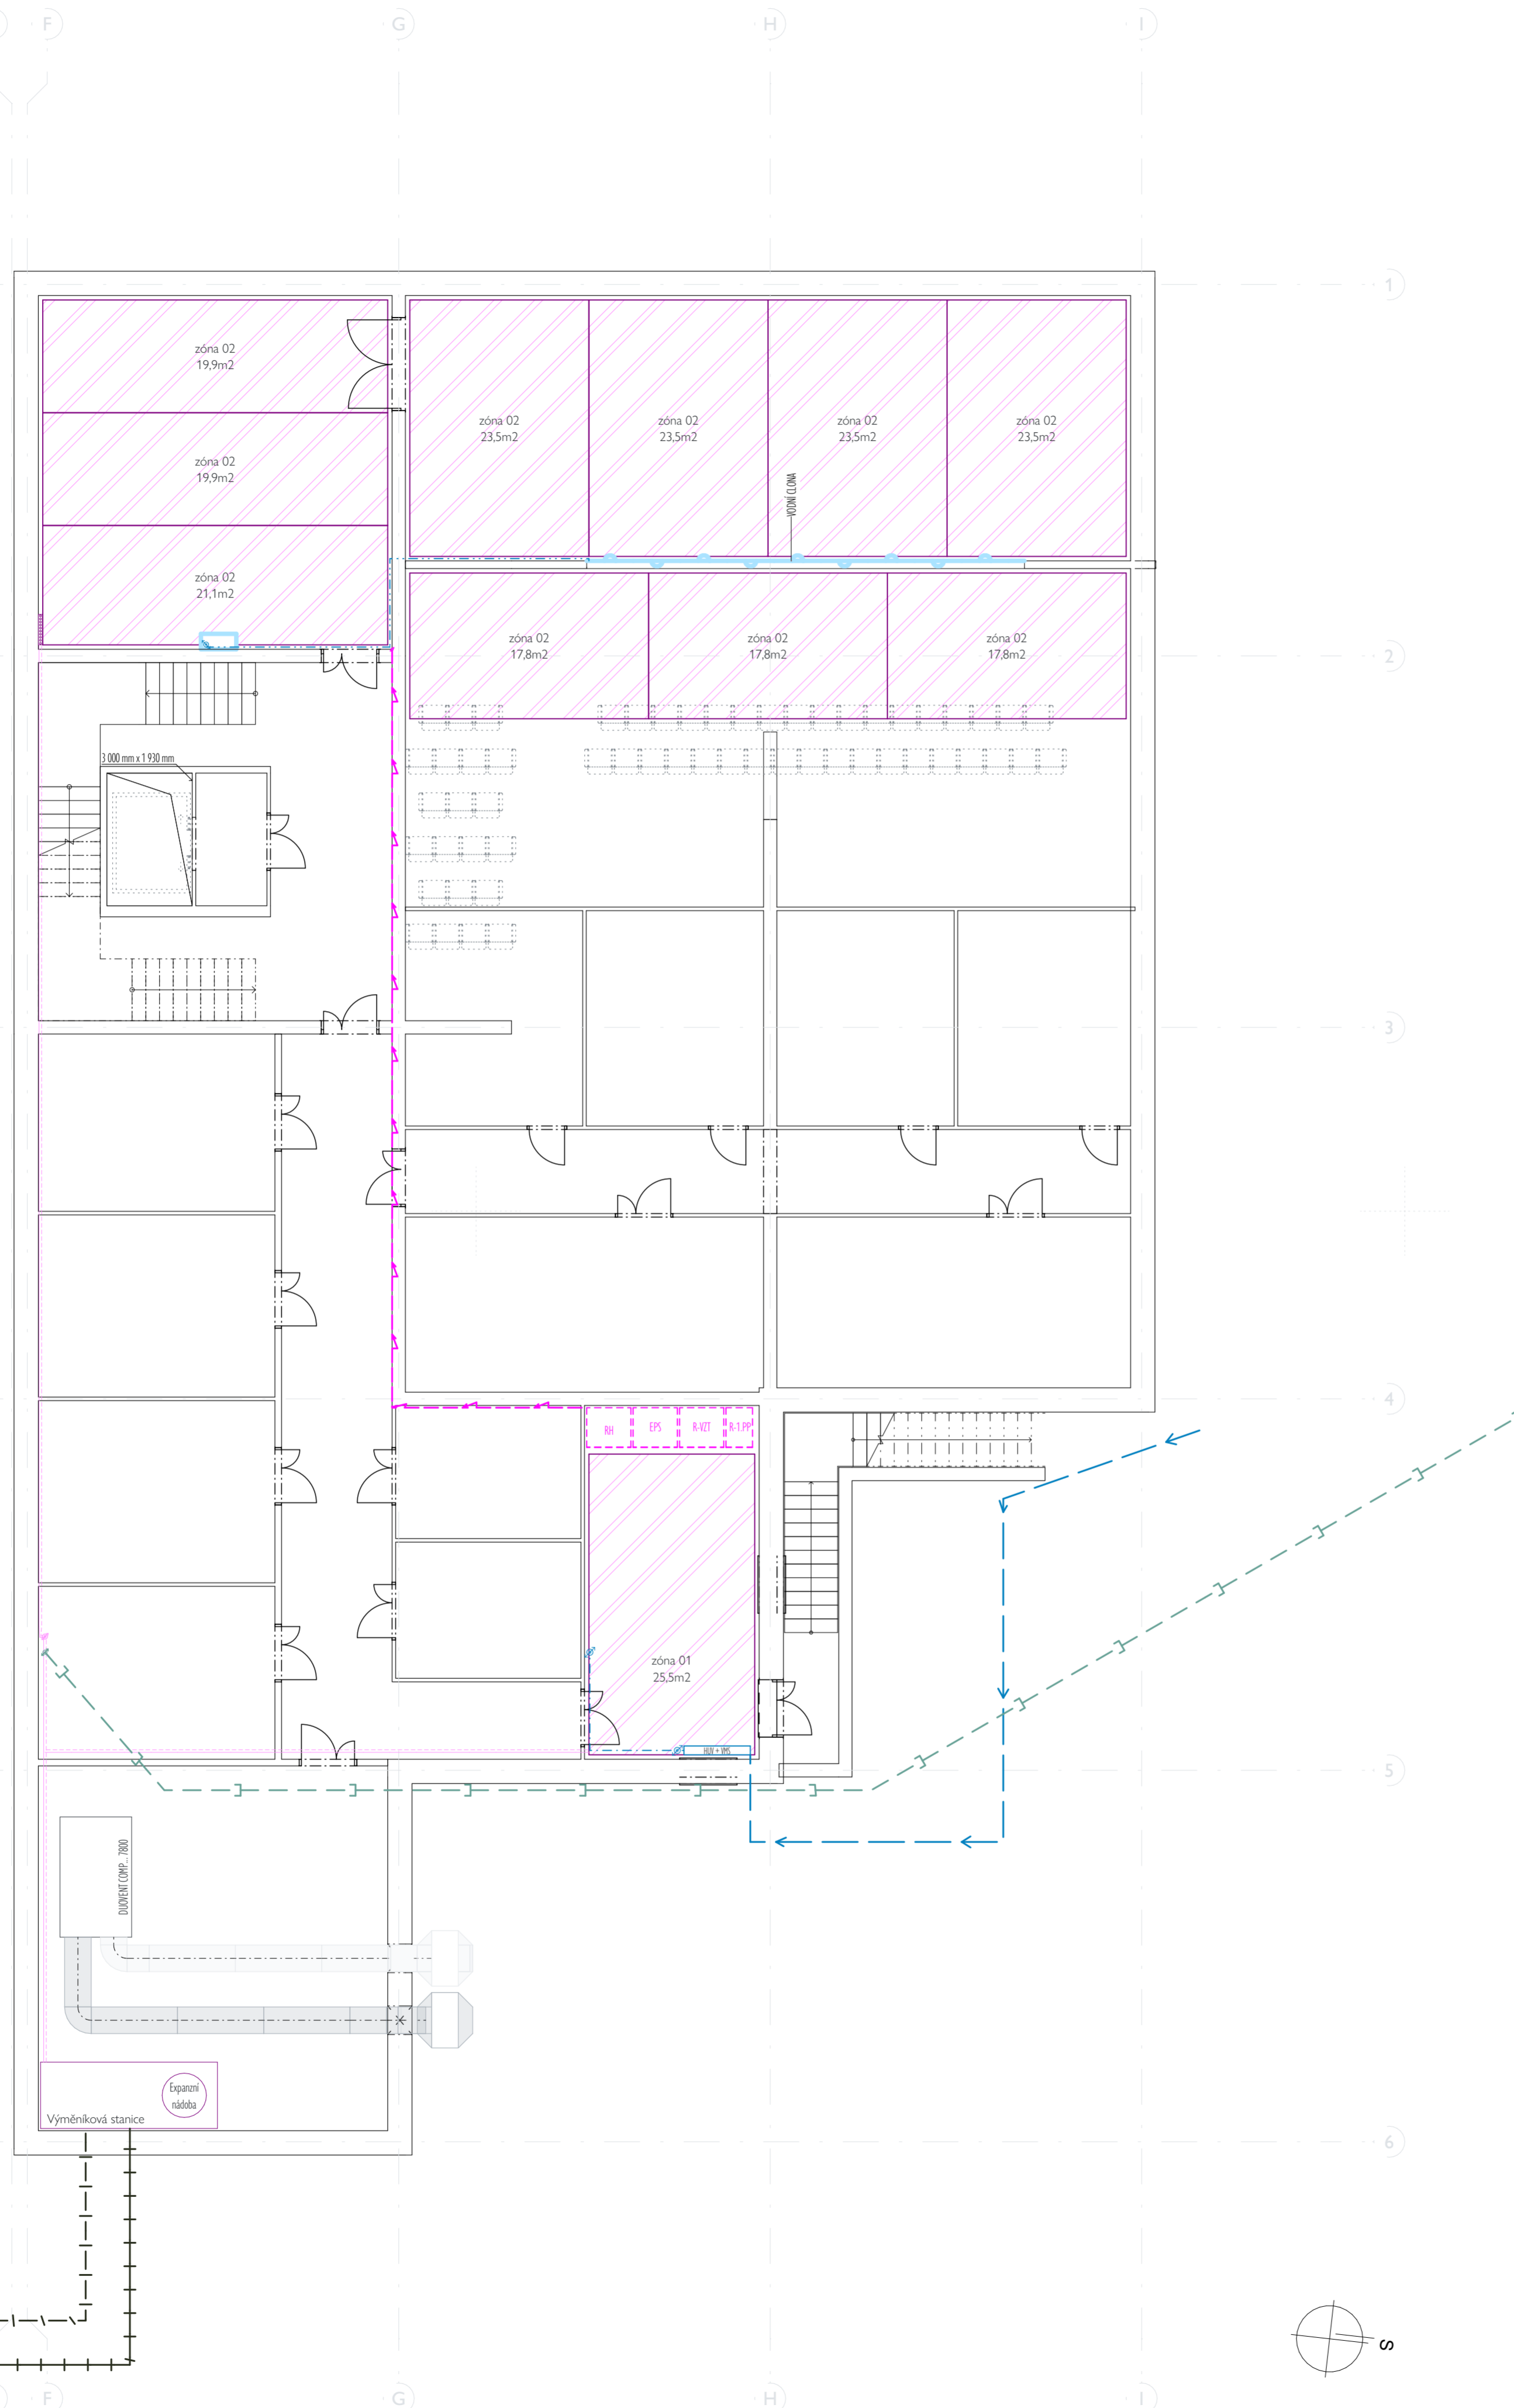 F
G
H
I
1
zóna 02
19,9m2
zóna 02
23,5m2
zóna 02
23,5m2
zóna 02
23,5m2
zóna 02
23,5m2
zóna 02
19,9m2
VODNÍ CLONA
zóna 02
21,1m2
zóna 02
17,8m2
zóna 02
17,8m2
zóna 02
17,8m2
2
3 000 mm x 1 930 mm
3
4
RH
EPS
R-VZT
R-1.PP
zóna 01
25,5m2
HUV + VMS
5
DUOVENT COMP... 7800
Expanzní
nádoba
Výměníková stanice
6
S
F
G
H
I